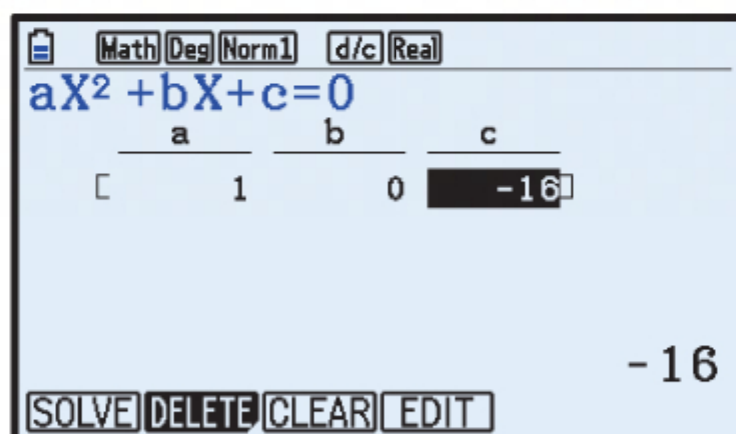 Math Deg Norm1 d/c Real
aX² +bX+c=0
a b c
[ 1 0 -16]
-16
SOLVE DELETE CLEAR EDIT